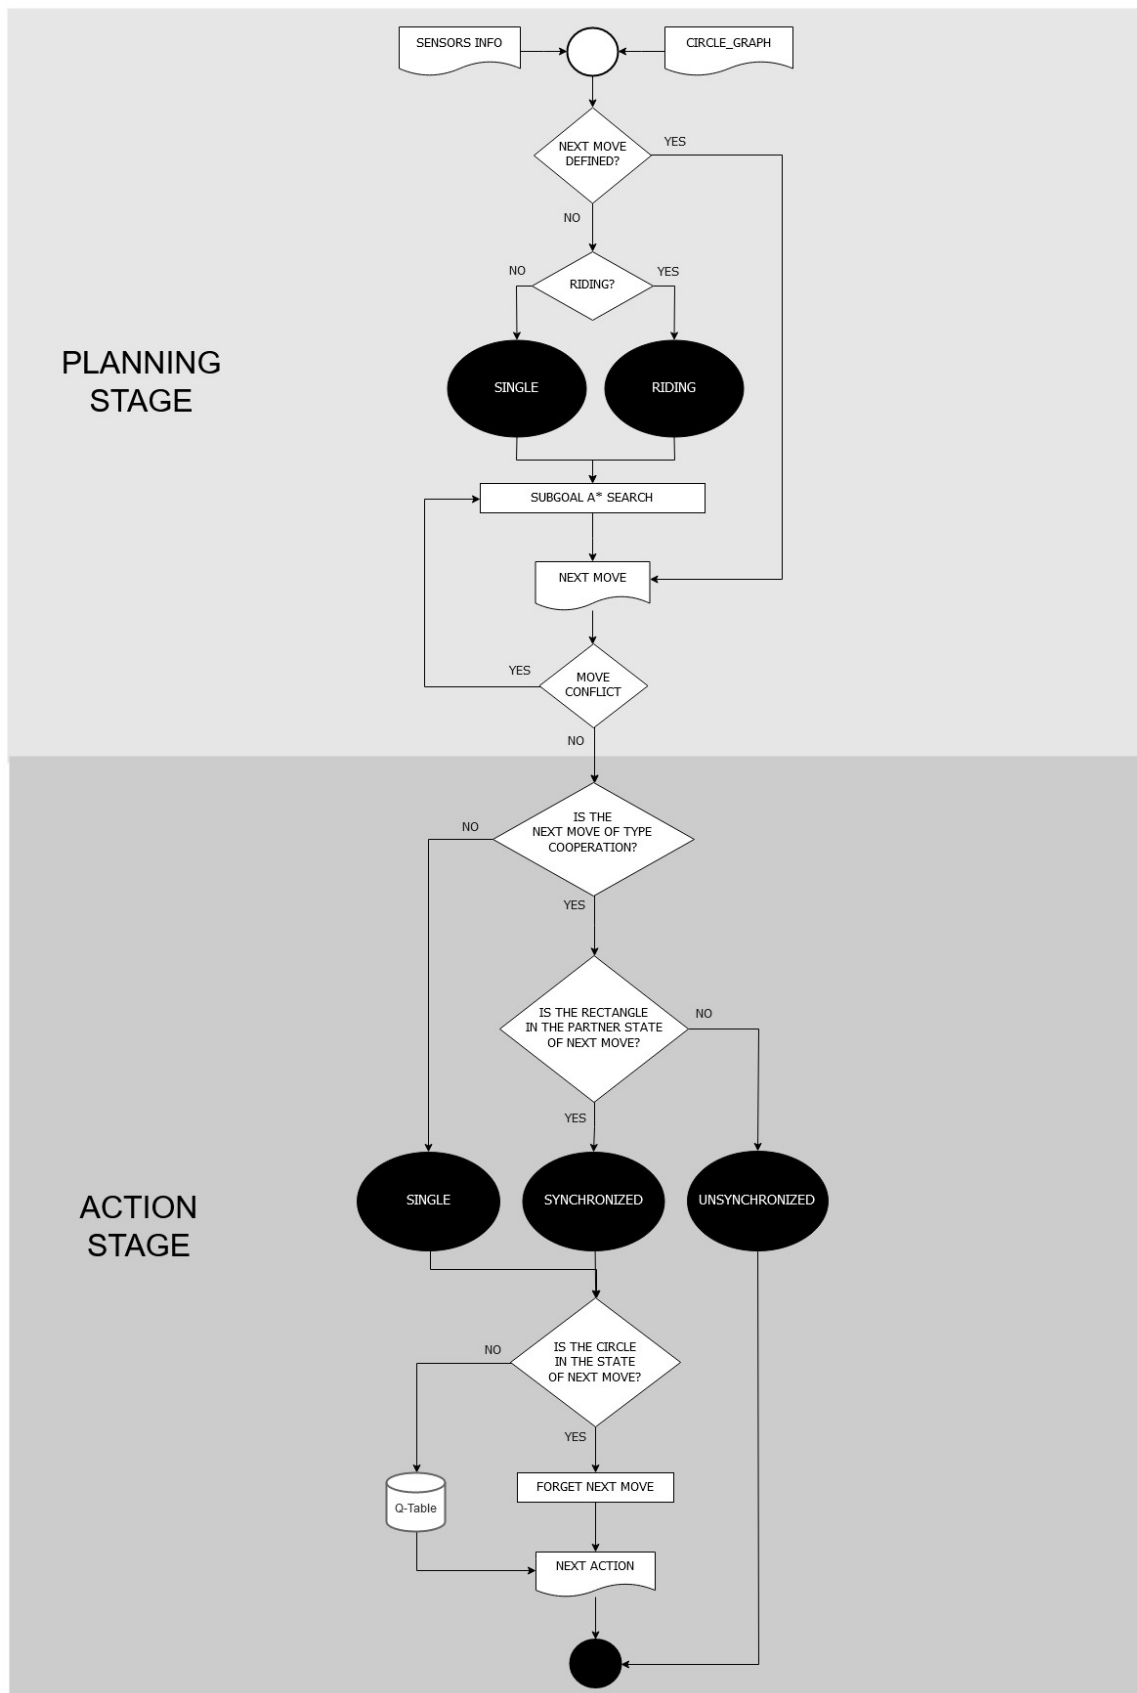 SENSORS INFO
CIRCLE_GRAPH
NEXT MOVE
DEFINED?
YES
NO
NO
YES
RIDING?
PLANNING
STAGE
SINGLE
RIDING
SUBGOAL A* SEARCH
NEXT MOVE
YES
MOVE
CONFLICT
NO
IS THE
NEXT MOVE OF TYPE
COOPERATION?
NO
YES
IS THE RECTANGLE
IN THE PARTNER STATE
OF NEXT MOVE?
NO
YES
ACTION
STAGE
SINGLE
SYNCHRONIZED
UNSYNCHRONIZED
IS THE CIRCLE
IN THE STATE
OF NEXT MOVE?
NO
YES
Q-Table
FORGET NEXT MOVE
NEXT ACTION